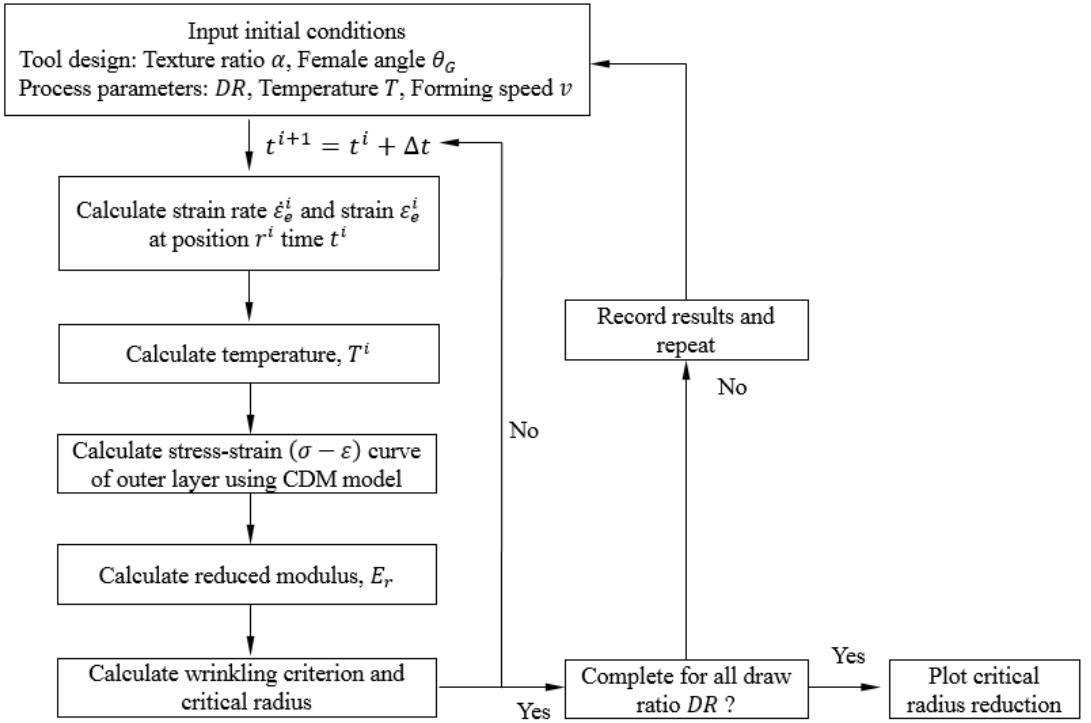 Input initial conditions
Tool design: Texture ratio α, Female angle θ_G
Process parameters: DR, Temperature T, Forming speed v
t^{i+1} = t^i + Δt
Calculate strain rate ε̇_e^i and strain ε_e^i
at position r^i time t^i
Calculate temperature, T^i
Calculate stress-strain (σ − ε) curve
of outer layer using CDM model
Calculate reduced modulus, E_r
Calculate wrinkling criterion and
critical radius
No
Yes
Complete for all draw
ratio DR ?
No
Record results and
repeat
Yes
Plot critical
radius reduction